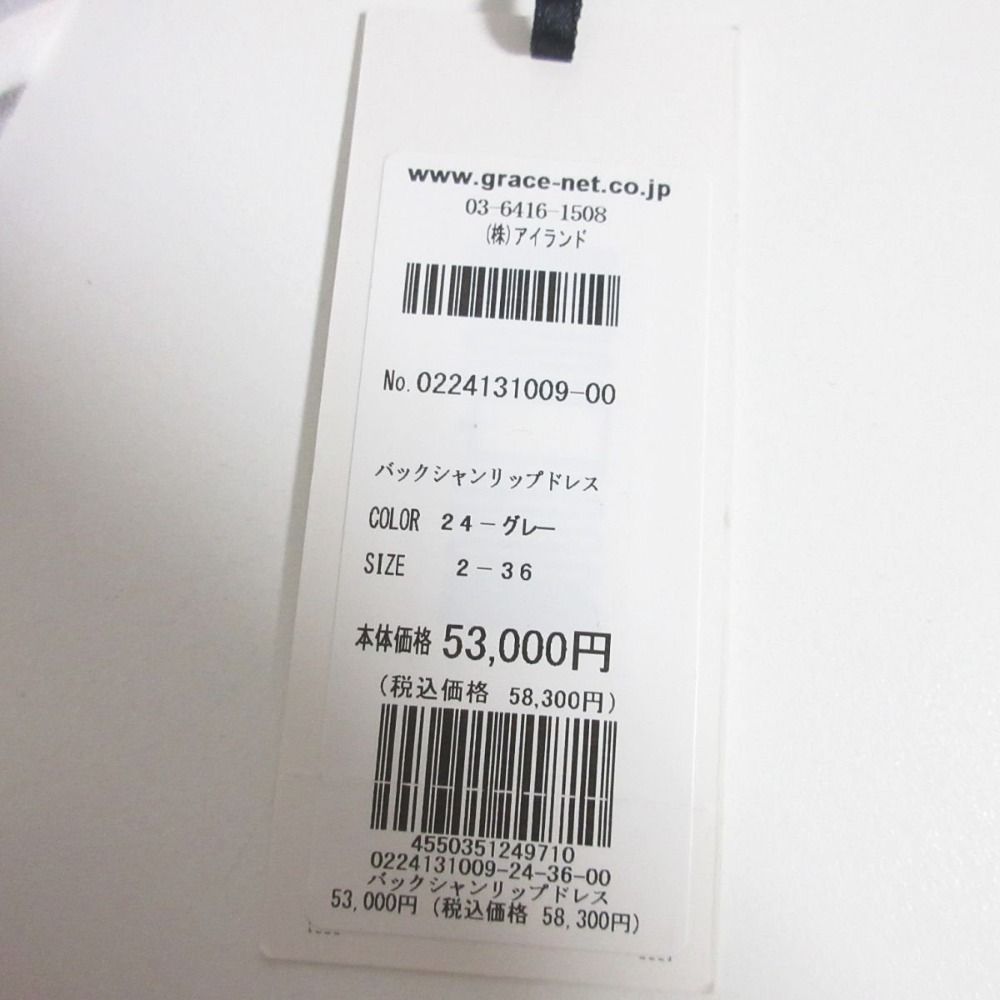 www.grace-net.co.jp
03-6416-1508
(株)アイランド
No.0224131009-00
バックシャンリップドレス
COLOR 24-グレー
SIZE 2-36
本体価格 53,000円
(税込価格 58,300円)
4550351249710
0224131009-24-36-00
バックシャンリップドレス
53,000円 (税込価格 58,300円)